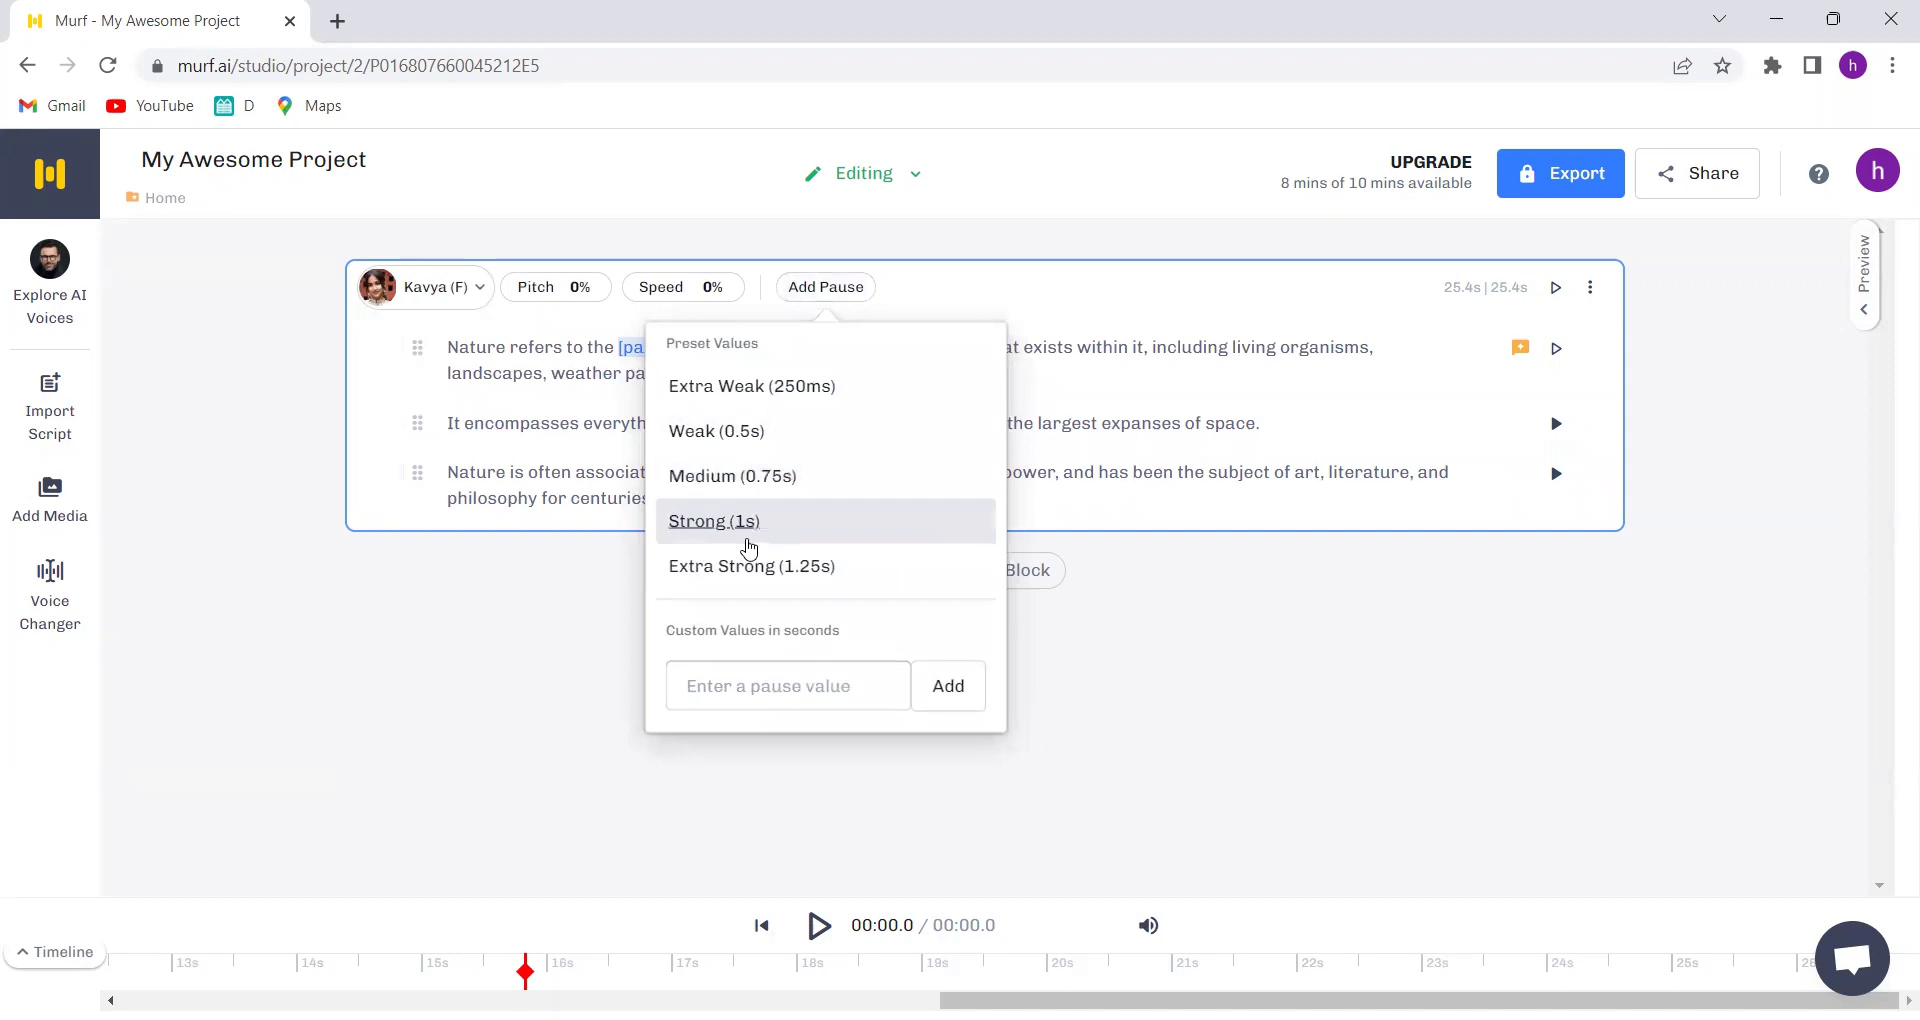 Murf - My Awesome Project
murf.ai/studio/project/2/P016807660045212E5
h
Gmail YouTube D Maps
My Awesome Project
Home
Editing
UPGRADE
8 mins of 10 mins available
Export
Share
h
Explore AI
Voices
Import
Script
Add Media
Voice
Changer
Preview
Kavya (F) Pitch 0% Speed 0% Add Pause 25.4s | 25.4s
Nature refers to the [pa
at exists within it, including living organisms,
landscapes, weather pa
It encompasses everyth
the largest expanses of space.
Nature is often associat
ower, and has been the subject of art, literature, and
philosophy for centuries
Block
Preset Values
Extra Weak (250ms)
Weak (0.5s)
Medium (0.75s)
Strong (1s)
Extra Strong (1.25s)
Custom Values in seconds
Enter a pause value Add
00:00.0 / 00:00.0
Timeline
13s 14s 15s 16s 17s 18s 19s 20s 21s 22s 23s 24s 25s